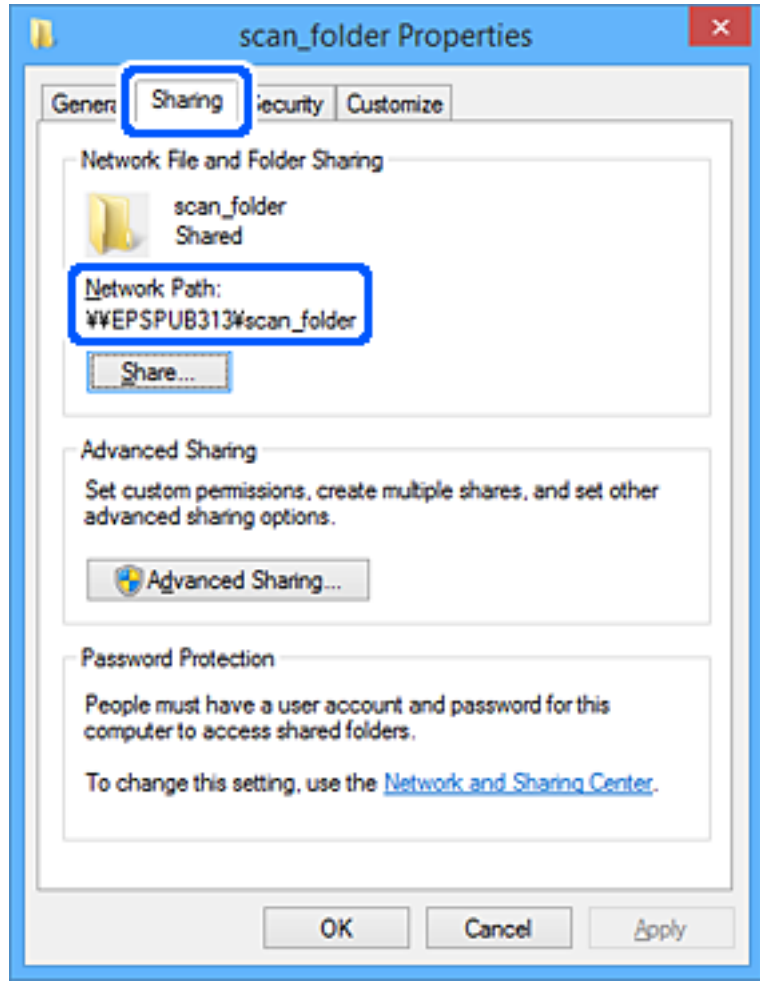 scan_folder Properties
General Sharing Security Customize
Network File and Folder Sharing
scan_folder
Shared
Network Path:
¥¥EPSPUB313¥scan_folder
Share...
Advanced Sharing
Set custom permissions, create multiple shares, and set other
advanced sharing options.
Advanced Sharing...
Password Protection
People must have a user account and password for this
computer to access shared folders.
To change this setting, use the Network and Sharing Center.
OK Cancel Apply